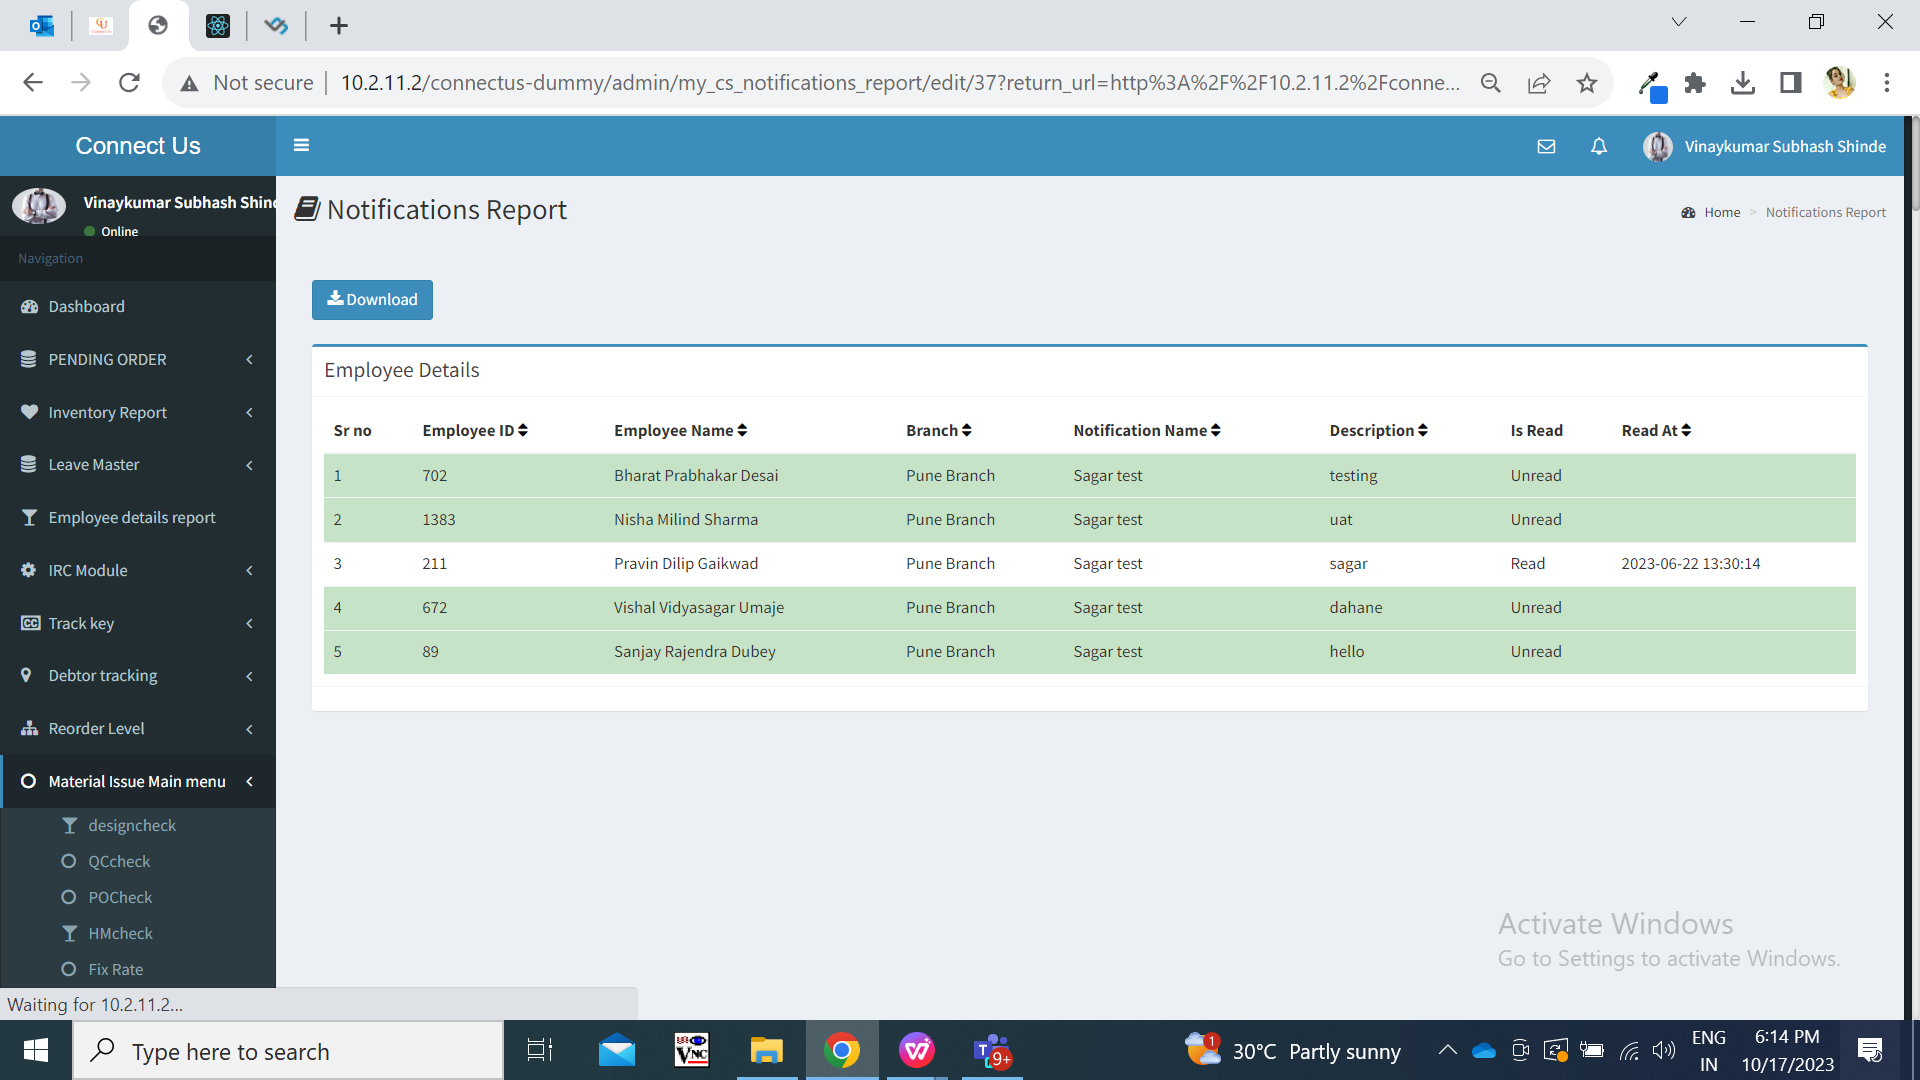 Not secure 10.2.11.2/connectus-dummy/admin/my_cs_notifications_report/edit/37?return_url=http%3A%2F%2F10.2.11.2%2Fconne...
Connect Us
Vinaykumar Subhash Shinde
Vinaykumar Subhash Shin
Online
Notifications Report
Home > Notifications Report
Navigation
Dashboard
PENDING ORDER
Inventory Report
Leave Master
Employee details report
IRC Module
Track key
Debtor tracking
Reorder Level
Material Issue Main menu
designcheck
QCcheck
POCheck
HMcheck
Fix Rate
Download
Employee Details
Sr no Employee ID Employee Name Branch Notification Name Description Is Read Read At
1 702 Bharat Prabhakar Desai Pune Branch Sagar test testing Unread
2 1383 Nisha Milind Sharma Pune Branch Sagar test uat Unread
3 211 Pravin Dilip Gaikwad Pune Branch Sagar test sagar Read 2023-06-22 13:30:14
4 672 Vishal Vidyasagar Umaje Pune Branch Sagar test dahane Unread
5 89 Sanjay Rajendra Dubey Pune Branch Sagar test hello Unread
Activate Windows
Go to Settings to activate Windows.
Waiting for 10.2.11.2...
Type here to search
VNC
T 9+
1
30°C Partly sunny
ENG
IN
6:14 PM
10/17/2023